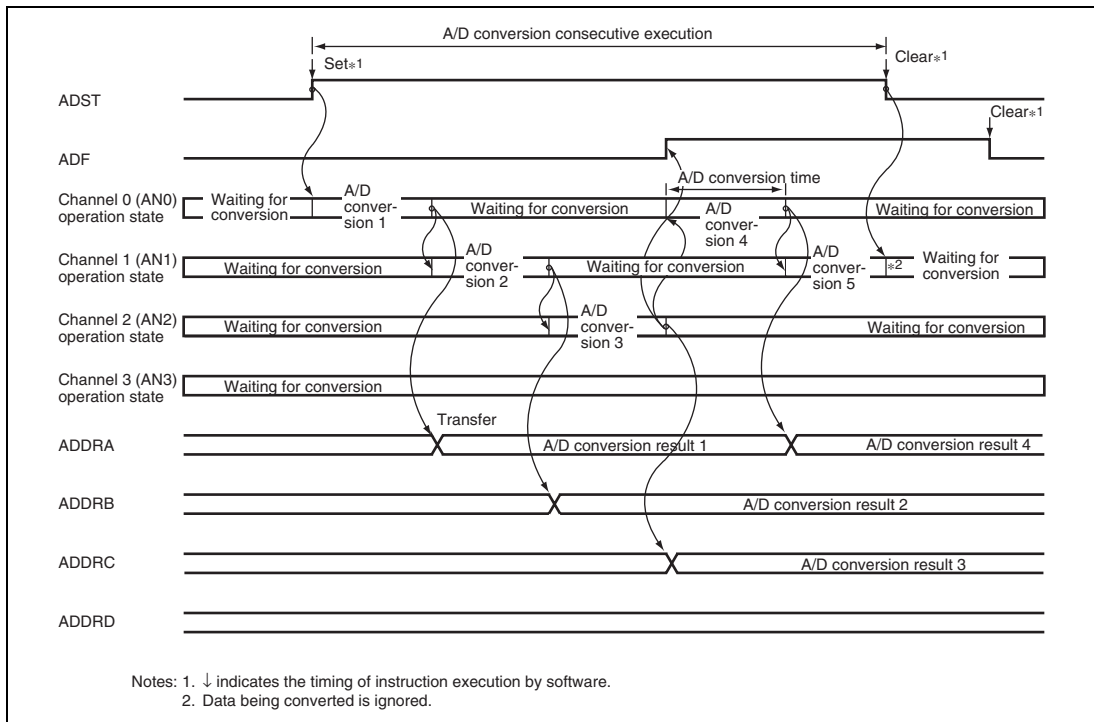 A/D conversion consecutive execution
Set*1
Clear*1
ADST
Clear*1
ADF
A/D conversion time
Channel 0 (AN0)
operation state
Waiting for
conversion
A/D
conver-
sion 1
Waiting for conversion
A/D
conver-
sion 4
Waiting for conversion
Channel 1 (AN1)
operation state
Waiting for conversion
A/D
conver-
sion 2
Waiting for conversion
A/D
conver-
sion 5
*2
Waiting for
conversion
Channel 2 (AN2)
operation state
Waiting for conversion
A/D
conver-
sion 3
Waiting for conversion
Channel 3 (AN3)
operation state
Waiting for conversion
Transfer
ADDRA
A/D conversion result 1
A/D conversion result 4
ADDRB
A/D conversion result 2
ADDRC
A/D conversion result 3
ADDRD
Notes: 1. ↓ indicates the timing of instruction execution by software.
2. Data being converted is ignored.